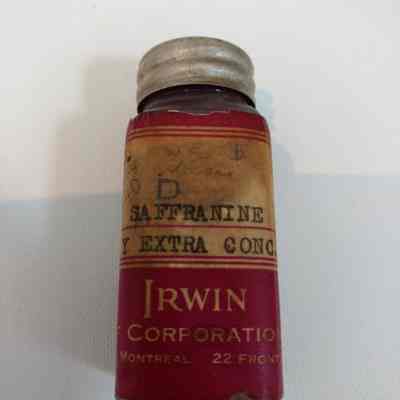 D
SAFFRANINE
Y EXTRA CONC.
IRWIN
CORPORATIO
MONTREAL 22 FRONT